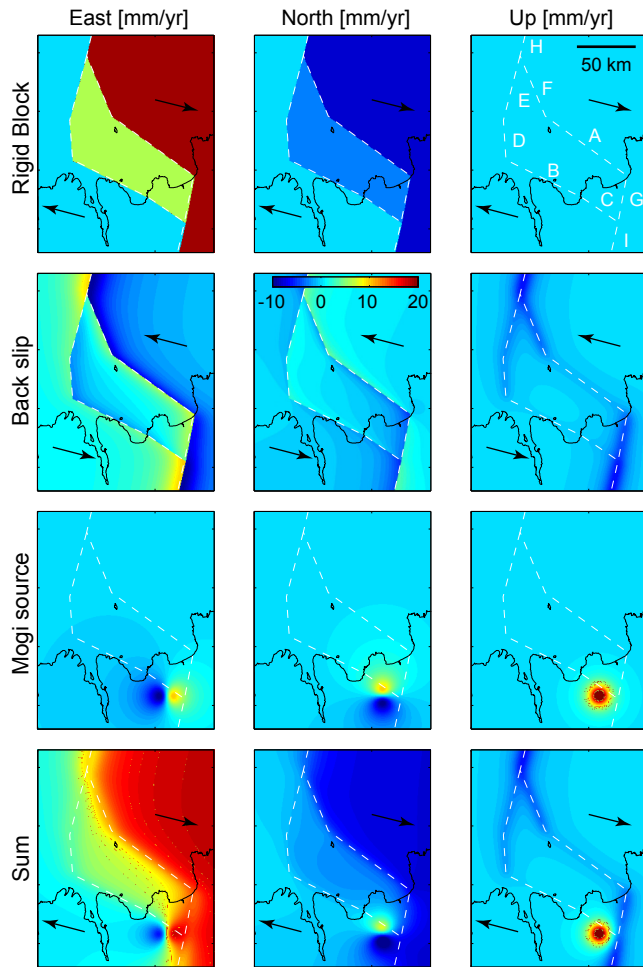 East [mm/yr]
North [mm/yr]
Up [mm/yr]
Rigid Block
H
50 km
F
E
A
D
B
C
G
I
Back slip
-10 0 10 20
Mogi source
Sum